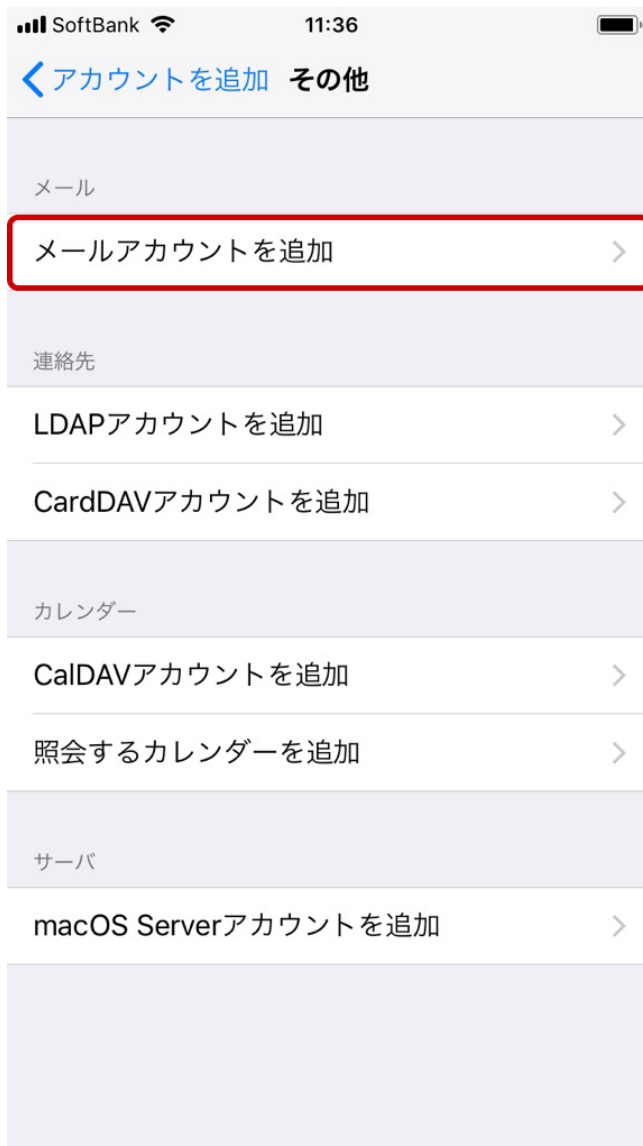 SoftBank 11:36
アカウントを追加 その他
メール
メールアカウントを追加
連絡先
LDAPアカウントを追加
CardDAVアカウントを追加
カレンダー
CalDAVアカウントを追加
照会するカレンダーを追加
サーバ
macOS Serverアカウントを追加